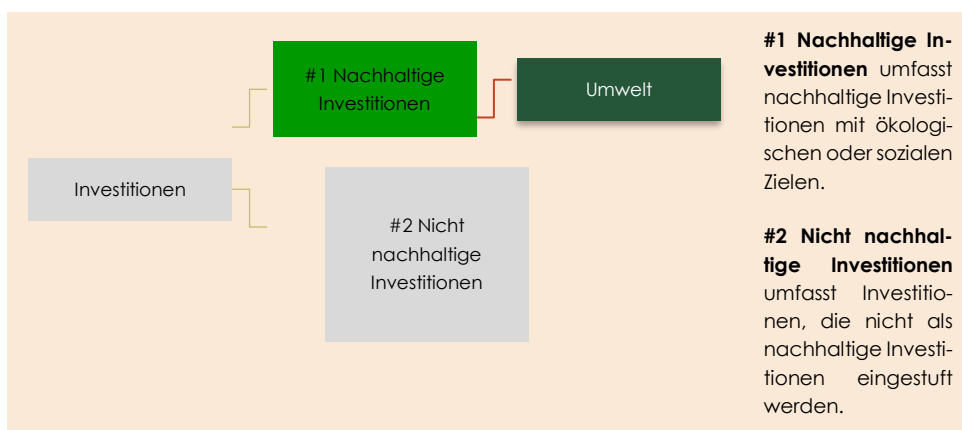 #1 Nachhaltige
Investitionen
Umwelt
Investitionen
#2 Nicht
nachhaltige
Investitionen
#1 Nachhaltige In-
vestitionen umfasst
nachhaltige Investi-
tionen mit ökologi-
schen oder sozialen
Zielen.
#2 Nicht nachhal-
tige Investitionen
umfasst Investitio-
nen, die nicht als
nachhaltige Investi-
tionen eingestuft
werden.